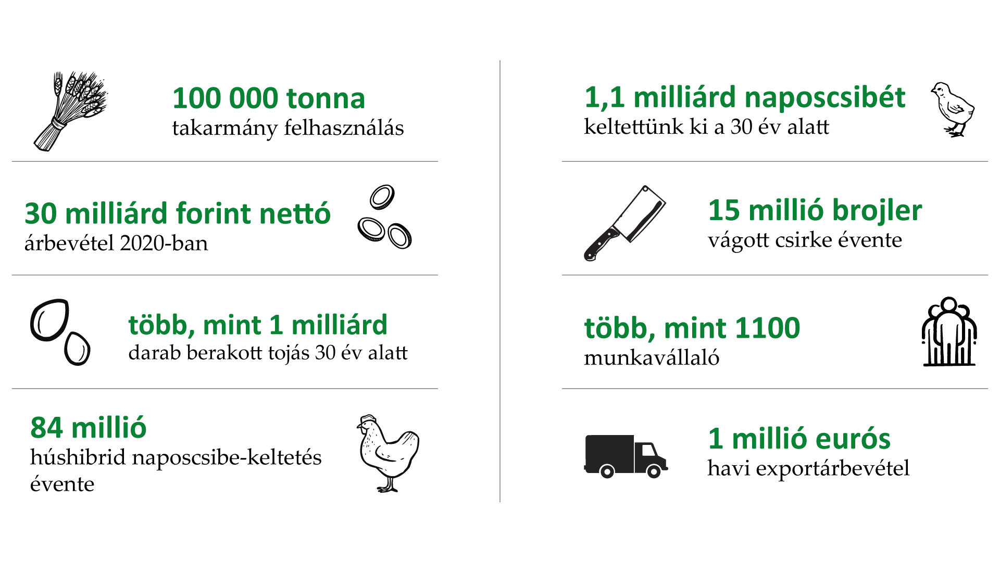 100 000 tonna
takarmány felhasználás
30 milliárd forint nettó
árbevétel 2020-ban
több, mint 1 milliárd
darab berakott tojás 30 év alatt
84 millió
húshibrid naposcsibe-keltetés
évente
1,1 milliárd naposcsibét
keltettünk ki a 30 év alatt
15 millió brojler
vágott csirke évente
több, mint 1100
munkavállaló
1 millió eurós
havi exportárbevétel